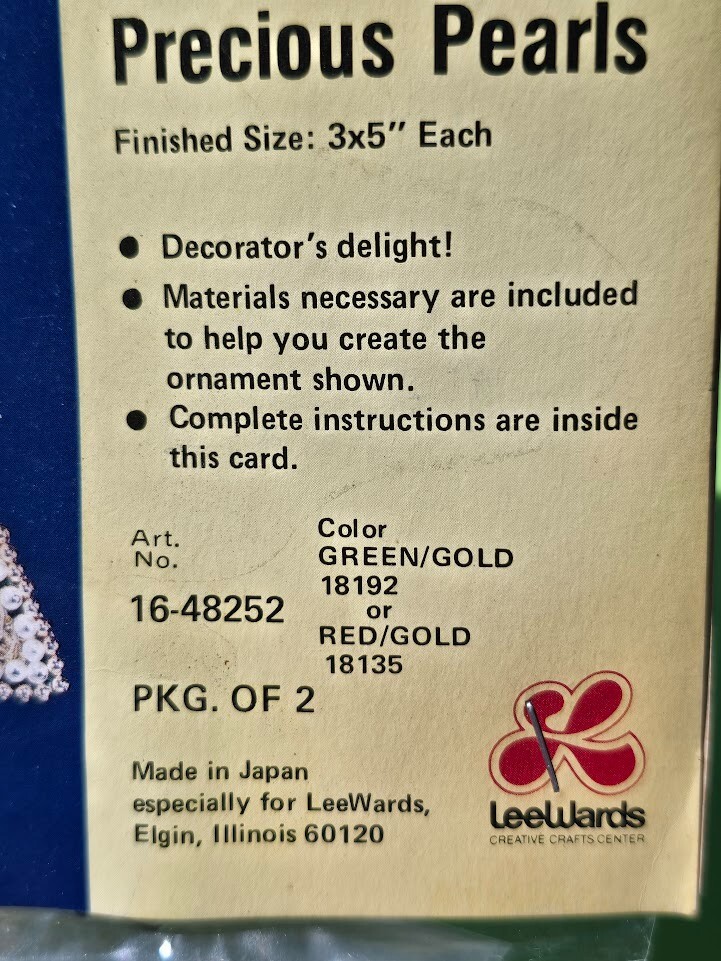 Precious Pearls
Finished Size: 3x5" Each
● Decorator's delight!
● Materials necessary are included
to help you create the
ornament shown.
● Complete instructions are inside
this card.
Art.
No.
16-48252
Color
GREEN/GOLD
18192
or
RED/GOLD
18135
PKG. OF 2
Made in Japan
especially for LeeWards,
Elgin, Illinois 60120
LeeWards
CREATIVE CRAFTS CENTER